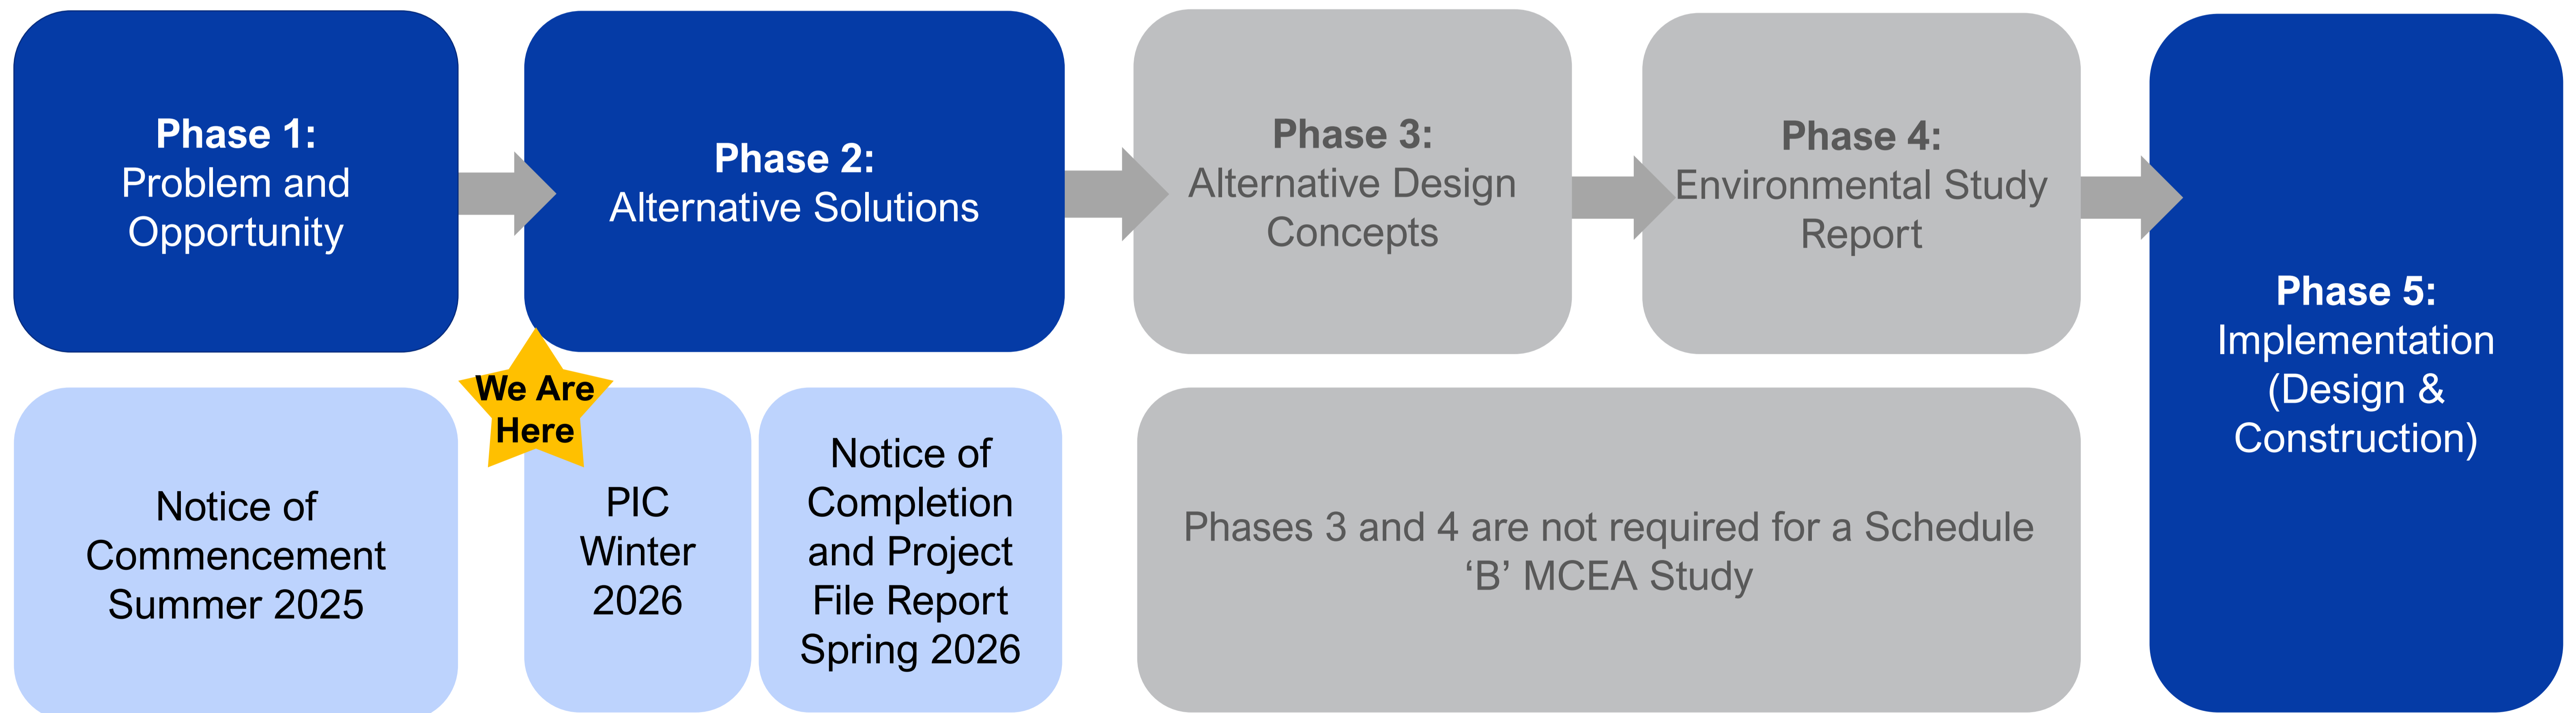 Phase 1:
Problem and
Opportunity
Phase 2:
Alternative Solutions
Phase 3:
Alternative Design
Concepts
Phase 4:
Environmental Study
Report
Phase 5:
Implementation
(Design &
Construction)
We Are
Here
Notice of
Commencement
Summer 2025
PIC
Winter
2026
Notice of
Completion
and Project
File Report
Spring 2026
Phases 3 and 4 are not required for a Schedule
‘B’ MCEA Study